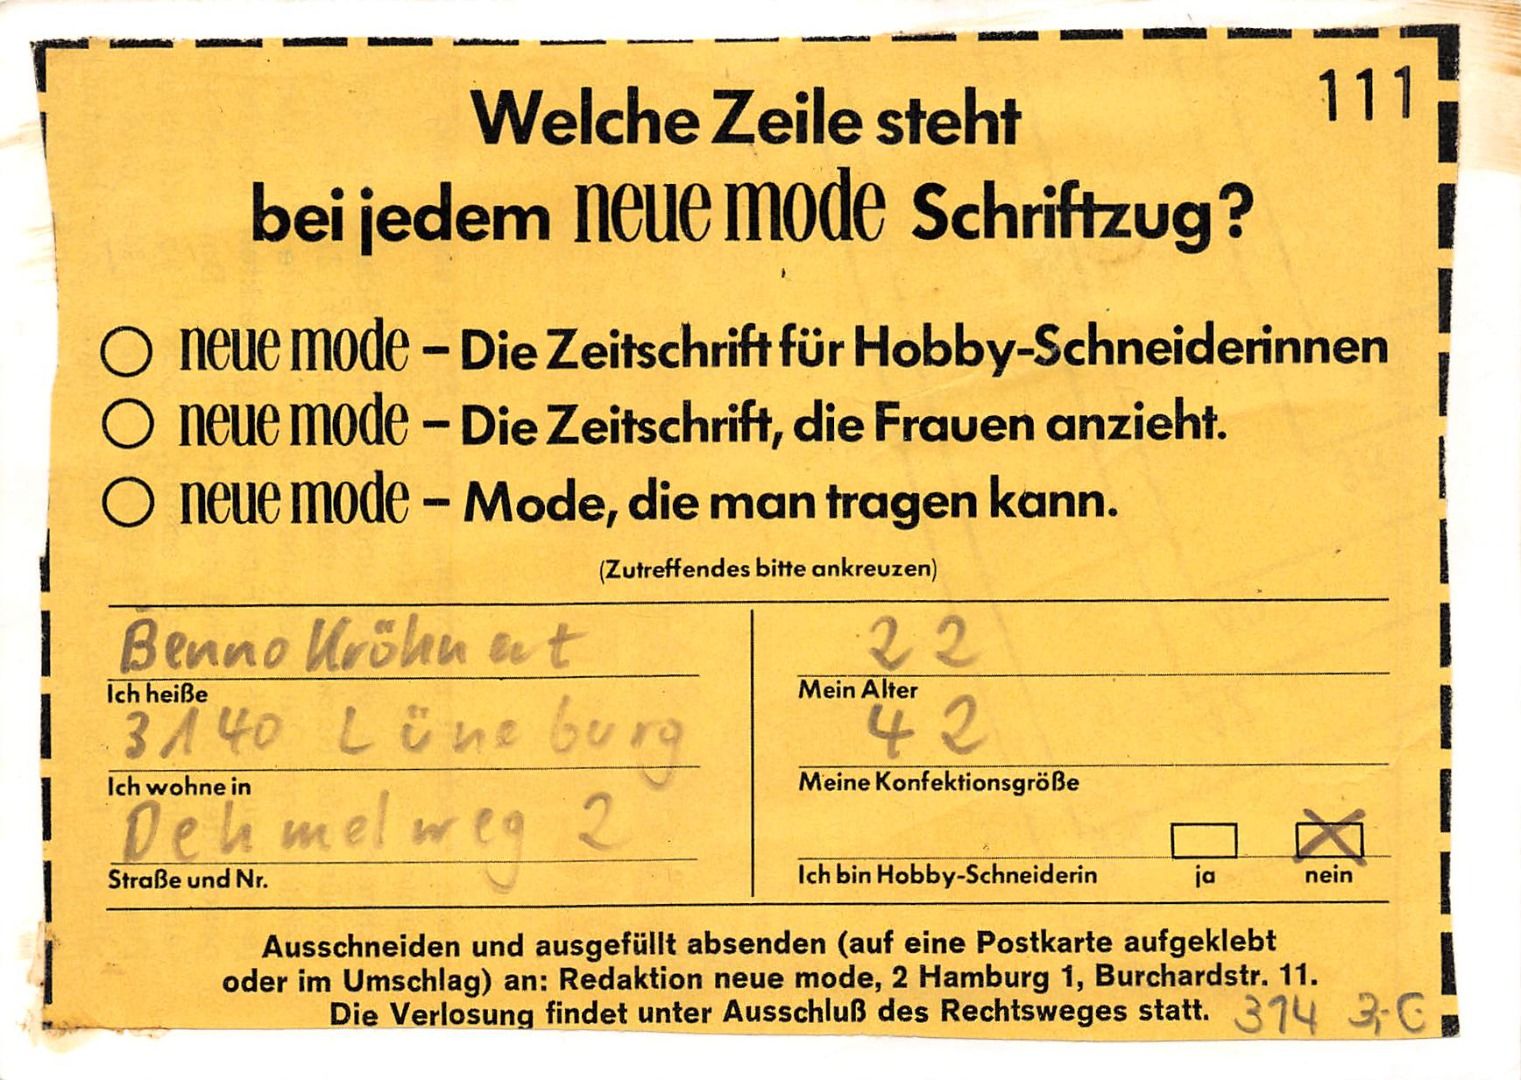 111
Welche Zeile steht
bei jedem neue mode Schriftzug?
neue mode – Die Zeitschrift für Hobby-Schneiderinnen
neue mode – Die Zeitschrift, die Frauen anzieht.
neue mode – Mode, die man tragen kann.
(Zutreffendes bitte ankreuzen)
Benno Kröhnert
Ich heiße
3140 Lüneburg
Ich wohne in
Dehmelweg 2
Straße und Nr.
22
Mein Alter
42
Meine Konfektionsgröße
Ich bin Hobby-Schneiderin ja nein
Ausschneiden und ausgefüllt absenden (auf eine Postkarte aufgeklebt
oder im Umschlag) an: Redaktion neue mode, 2 Hamburg 1, Burchardstr. 11.
Die Verlosung findet unter Ausschluß des Rechtsweges statt.
314